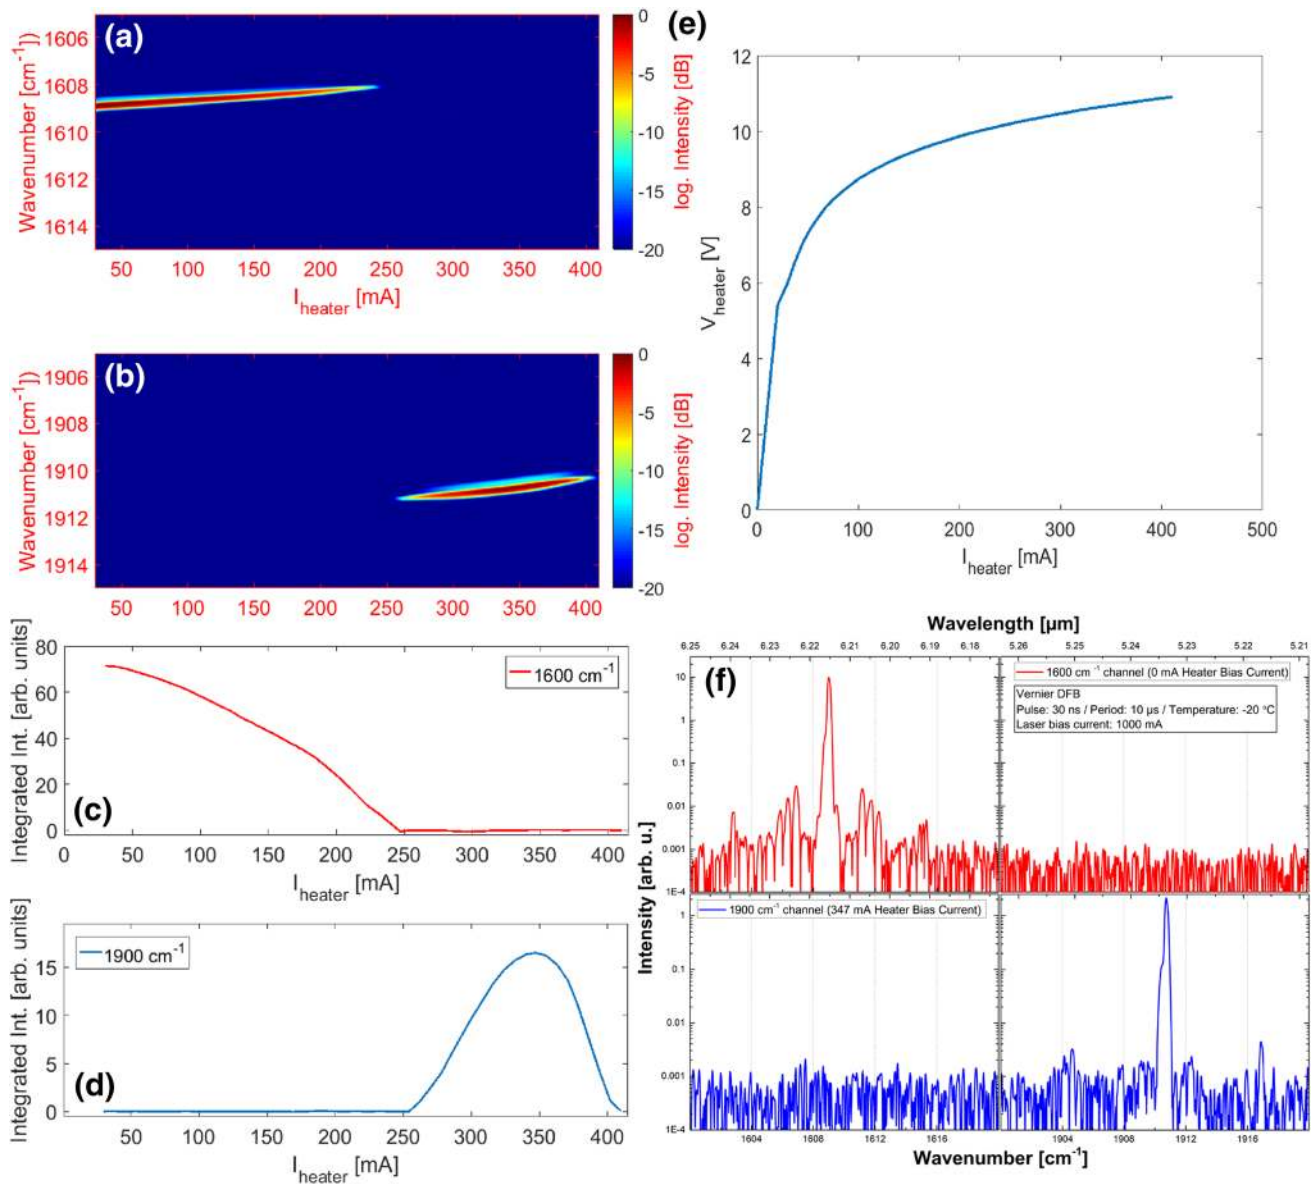 (a)
Wavenumber [cm⁻¹])
1606
1608
1610
1612
1614
50 100 150 200 250 300 350 400
I_heater [mA]
0
-5
-10
-15
-20
log. Intensity [dB]
(b)
Wavenumber [cm⁻¹])
1906
1908
1910
1912
1914
50 100 150 200 250 300 350 400
0
-5
-10
-15
-20
log. Intensity [dB]
(c)
Integrated Int. [arb. units]
80
60
40
20
0
1600 cm⁻¹
0 50 100 150 200 250 300 350 400
I_heater [mA]
(d)
Integrated Int. [arb. units]
15
10
5
0
1900 cm⁻¹
50 100 150 200 250 300 350 400
I_heater [mA]
(e)
V_heater [V]
12
10
8
6
4
2
0
0 100 200 300 400 500
I_heater [mA]
Wavelength [µm]
6.25 6.24 6.23 6.22 6.21 6.20 6.19 6.18 5.26 5.25 5.24 5.23 5.22 5.21
(f)
1600 cm⁻¹ channel (0 mA Heater Bias Current)
Vernier DFB
Pulse: 30 ns / Period: 10 µs / Temperature: -20 °C
Laser bias current: 1000 mA
10
1
0.1
0.01
0.001
1E-4
Intensity [arb. u.]
1900 cm⁻¹ channel (347 mA Heater Bias Current)
1
0.1
0.01
0.001
1E-4
1604 1608 1612 1616 1904 1908 1912 1916
Wavenumber [cm⁻¹]